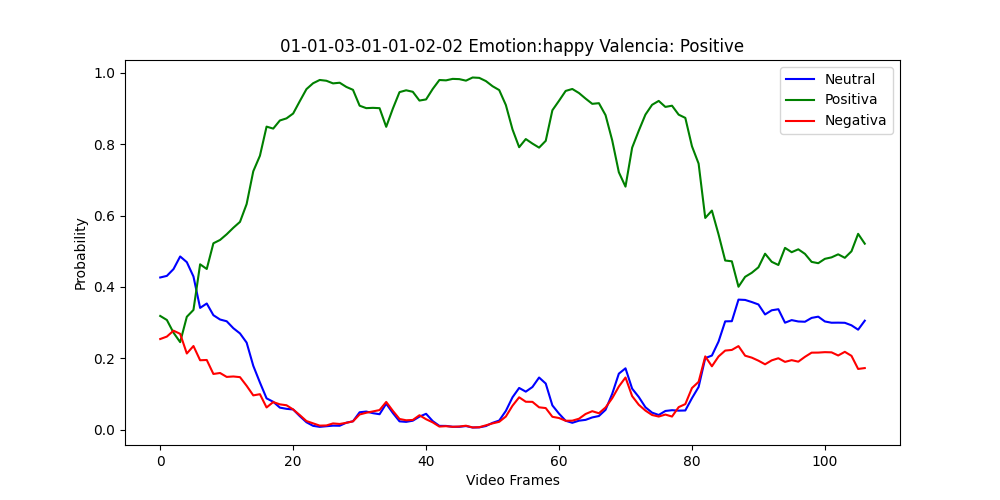 01-01-03-01-01-02-02 Emotion:happy Valencia: Positive
Neutral
Positiva
Negativa
Probability
1.0
0.8
0.6
0.4
0.2
0.0
0 20 40 60 80 100
Video Frames